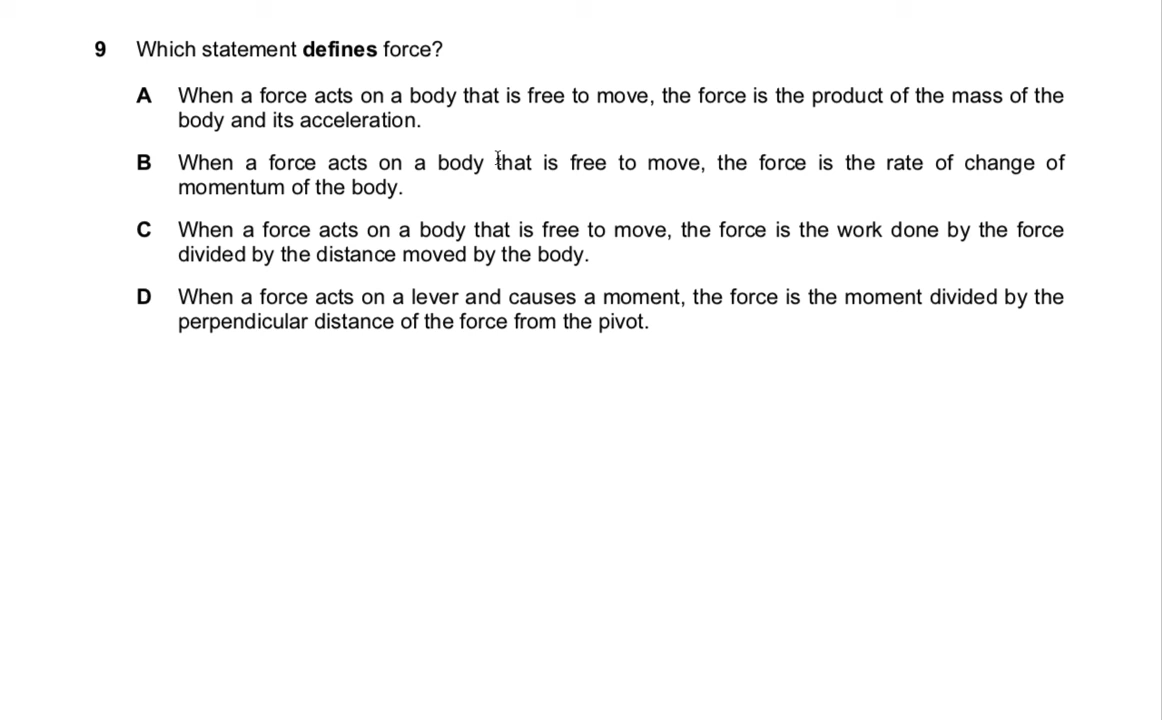 9 Which statement defines force?
A When a force acts on a body that is free to move, the force is the product of the mass of the
body and its acceleration.
B When a force acts on a body that is free to move, the force is the rate of change of
momentum of the body.
C When a force acts on a body that is free to move, the force is the work done by the force
divided by the distance moved by the body.
D When a force acts on a lever and causes a moment, the force is the moment divided by the
perpendicular distance of the force from the pivot.